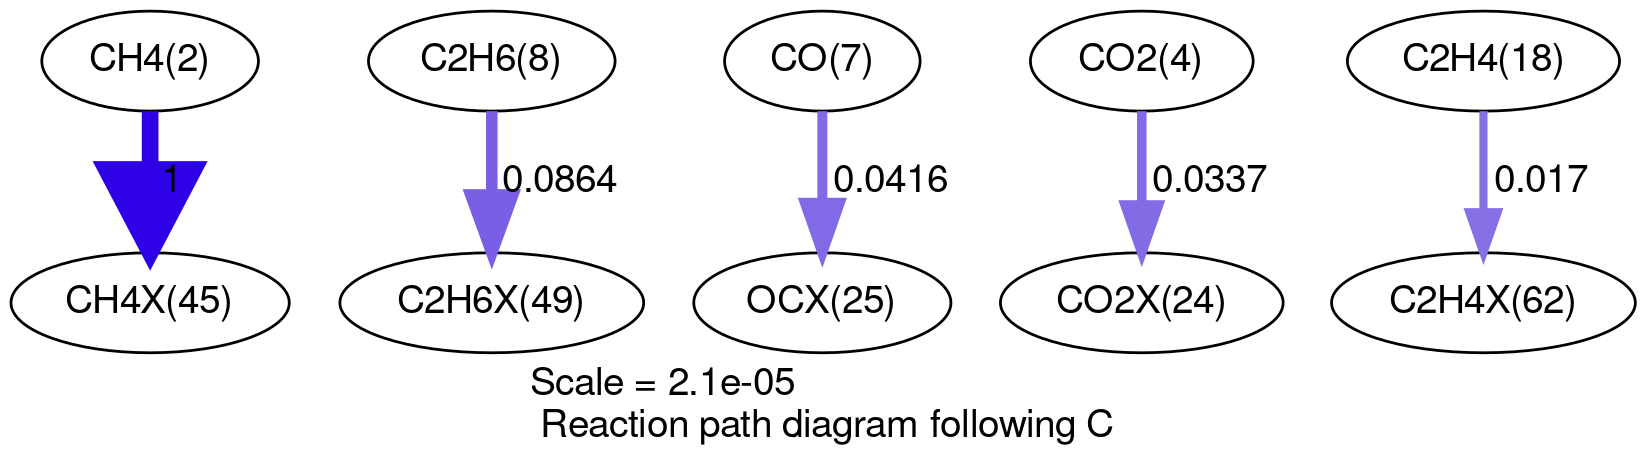 CH4(2)
C2H6(8)
CO(7)
CO2(4)
C2H4(18)
1
0.0864
0.0416
0.0337
0.017
CH4X(45)
C2H6X(49)
OCX(25)
CO2X(24)
C2H4X(62)
Scale = 2.1e-05
Reaction path diagram following C